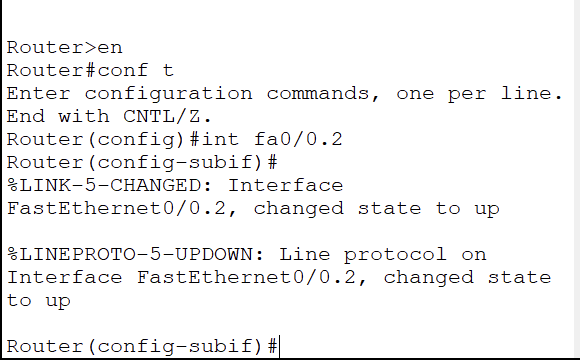 Router>en
Router#conf t
Enter configuration commands, one per line.
End with CNTL/Z.
Router(config)#int fa0/0.2
Router(config-subif)#
%LINK-5-CHANGED: Interface
FastEthernet0/0.2, changed state to up
%LINEPROTO-5-UPDOWN: Line protocol on
Interface FastEthernet0/0.2, changed state
to up
Router(config-subif)#